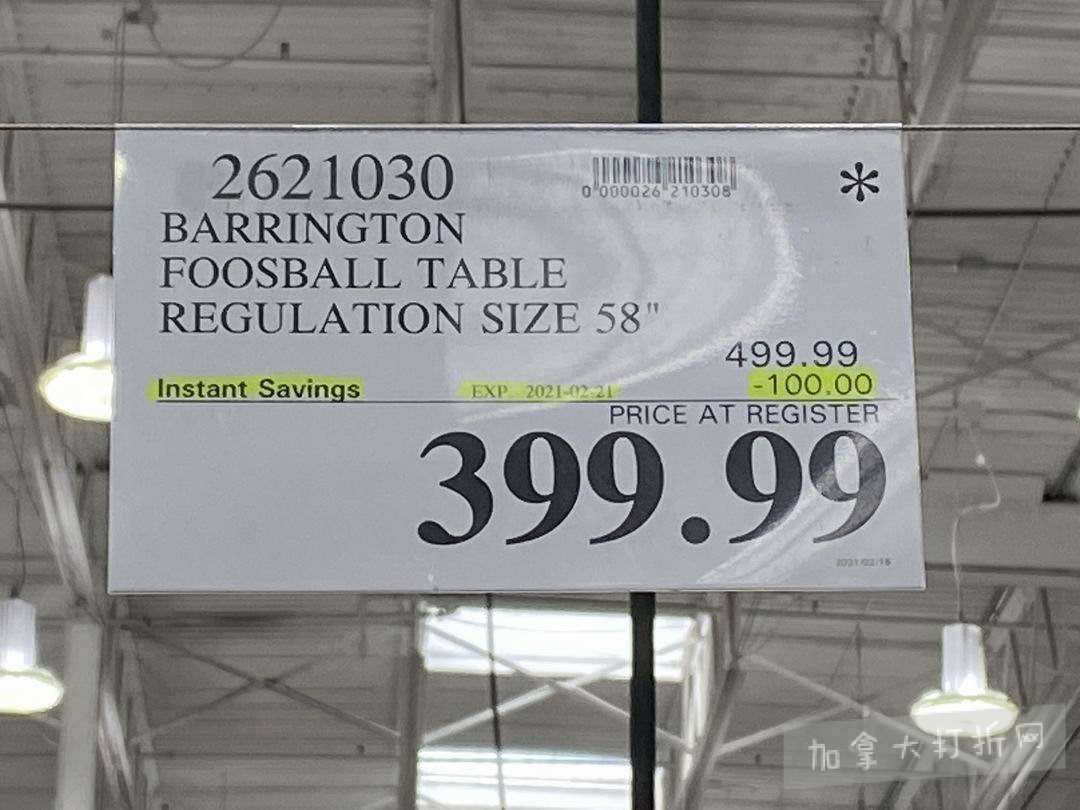 2621030
0 000026 210308
*
BARRINGTON
FOOSBALL TABLE
REGULATION SIZE 58"
499.99
Instant Savings EXP. 2021-02-21 -100.00
PRICE AT REGISTER
399.99
2021/02/18
加拿大打折网